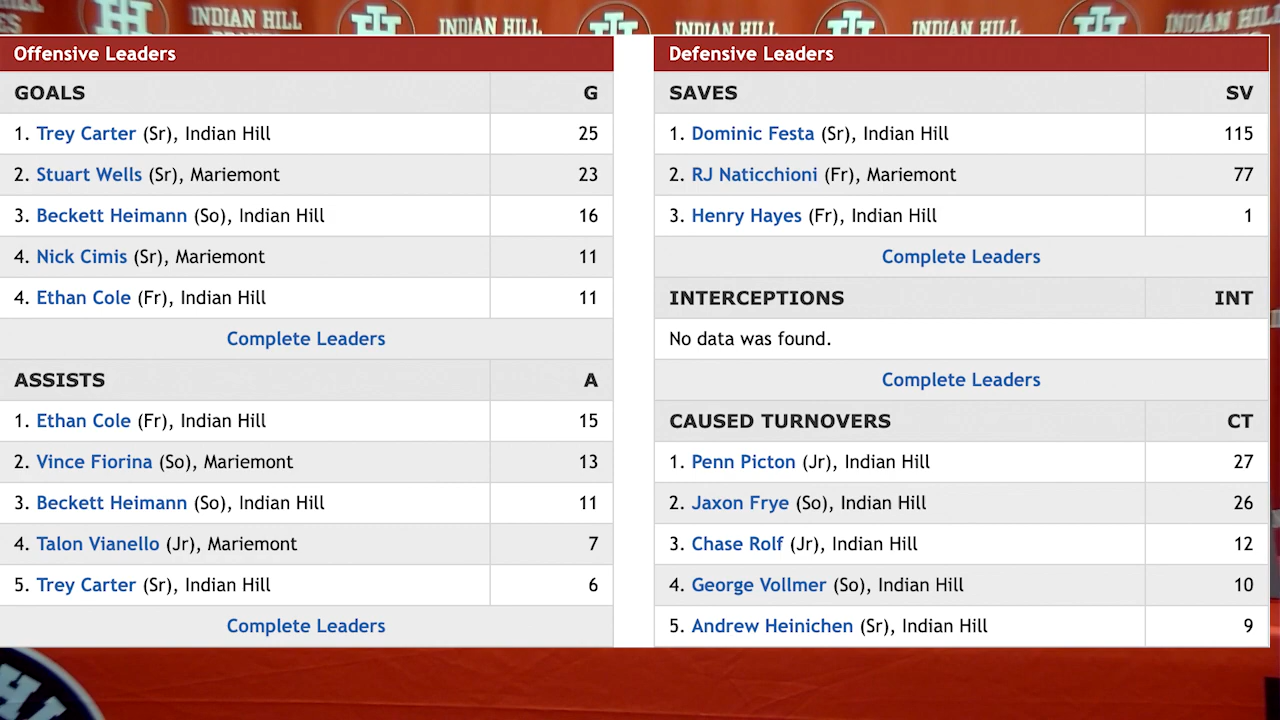 INDIAN HILL
INDIAN HILL
INDIAN HILL
INDIAN HILL
INDIAN HILL
Offensive Leaders
GOALS G
1. Trey Carter (Sr), Indian Hill 25
2. Stuart Wells (Sr), Mariemont 23
3. Beckett Heimann (So), Indian Hill 16
4. Nick Cimis (Sr), Mariemont 11
4. Ethan Cole (Fr), Indian Hill 11
Complete Leaders
ASSISTS A
1. Ethan Cole (Fr), Indian Hill 15
2. Vince Fiorina (So), Mariemont 13
3. Beckett Heimann (So), Indian Hill 11
4. Talon Vianello (Jr), Mariemont 7
5. Trey Carter (Sr), Indian Hill 6
Complete Leaders
Defensive Leaders
SAVES SV
1. Dominic Festa (Sr), Indian Hill 115
2. RJ Naticchioni (Fr), Mariemont 77
3. Henry Hayes (Fr), Indian Hill 1
Complete Leaders
INTERCEPTIONS INT
No data was found.
Complete Leaders
CAUSED TURNOVERS CT
1. Penn Picton (Jr), Indian Hill 27
2. Jaxon Frye (So), Indian Hill 26
3. Chase Rolf (Jr), Indian Hill 12
4. George Vollmer (So), Indian Hill 10
5. Andrew Heinichen (Sr), Indian Hill 9